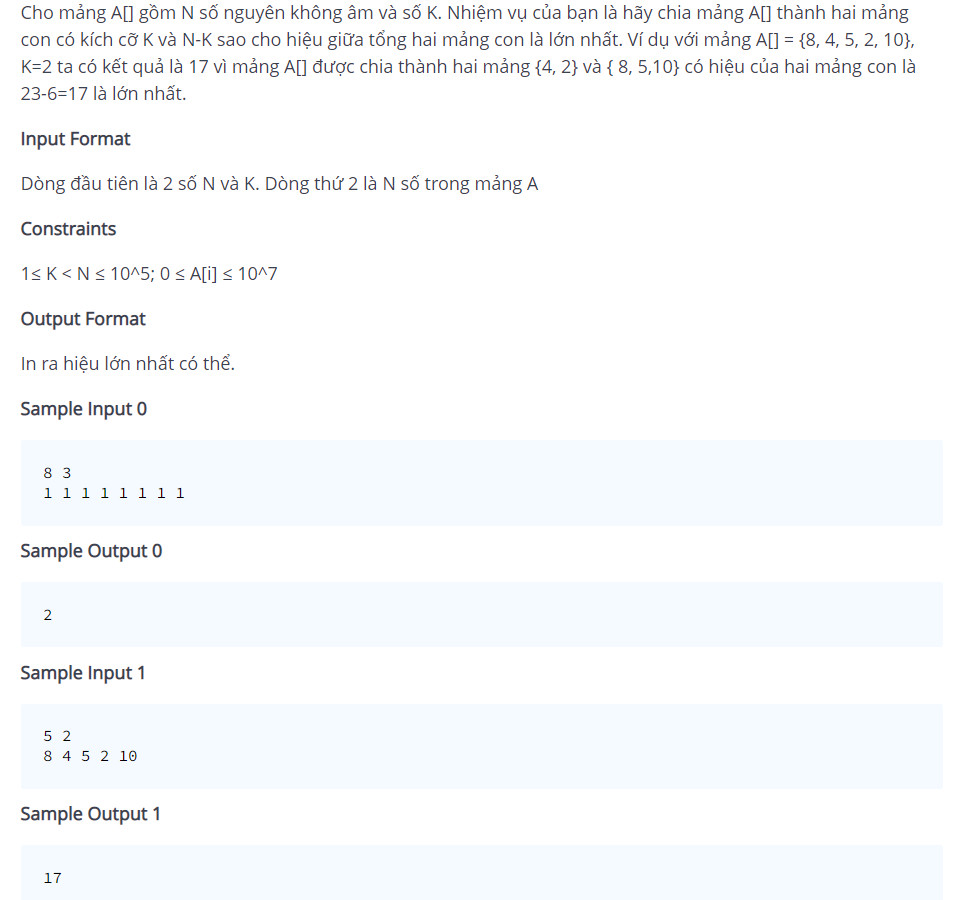 Cho mảng A[] gồm N số nguyên không âm và số K. Nhiệm vụ của bạn là hãy chia mảng A[] thành hai mảng
con có kích cỡ K và N-K sao cho hiệu giữa tổng hai mảng con là lớn nhất. Ví dụ với mảng A[] = {8, 4, 5, 2, 10},
K=2 ta có kết quả là 17 vì mảng A[] được chia thành hai mảng {4, 2} và { 8, 5,10} có hiệu của hai mảng con là
23-6=17 là lớn nhất.
Input Format
Dòng đầu tiên là 2 số N và K. Dòng thứ 2 là N số trong mảng A
Constraints
1≤ K < N ≤ 10^5; 0 ≤ A[i] ≤ 10^7
Output Format
In ra hiệu lớn nhất có thể.
Sample Input 0
8 3
1 1 1 1 1 1 1 1
Sample Output 0
2
Sample Input 1
5 2
8 4 5 2 10
Sample Output 1
17